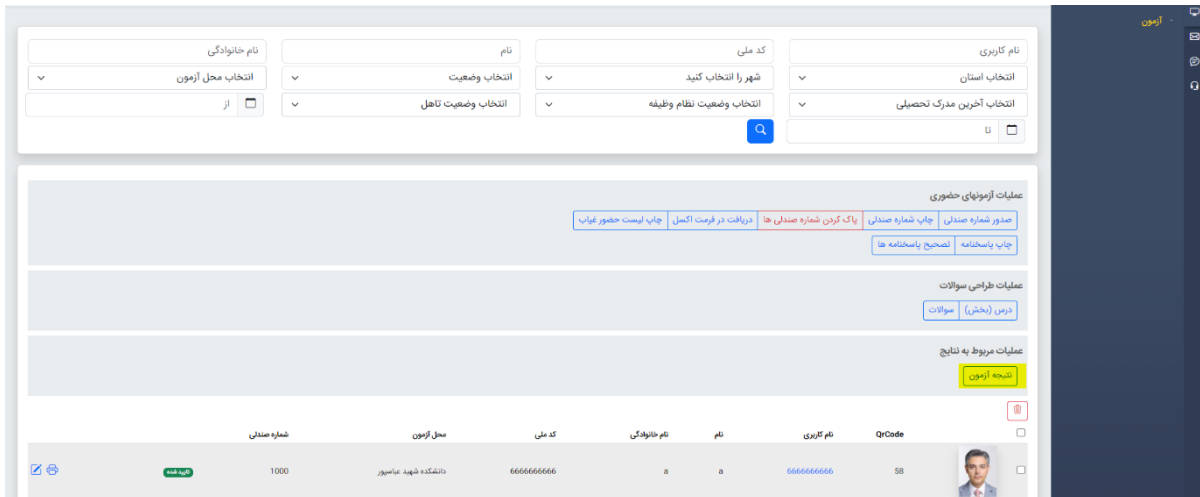 آزمون
نام کاربری کد ملی نام نام خانوادگی
انتخاب استان شهر را انتخاب کنید انتخاب وضعیت انتخاب محل آزمون
انتخاب آخرین مدرک تحصیلی انتخاب وضعیت نظام وظیفه انتخاب وضعیت تاهل از
تا
عملیات آزمونهای حضوری
صدور شماره صندلی چاپ شماره صندلی پاک کردن شماره صندلی ها دریافت در فرمت اکسل چاپ لیست حضور غیاب
چاپ پاسخنامه تصحیح پاسخنامه ها
عملیات طراحی سوالات
درس (بخش) سوالات
عملیات مربوط به نتایج
نتیجه آزمون
QrCode نام کاربری نام نام خانوادگی کد ملی محل آزمون شماره صندلی
58 6666666666 a a 6666666666 دانشکده شهید عباسپور 1000 تایید شده